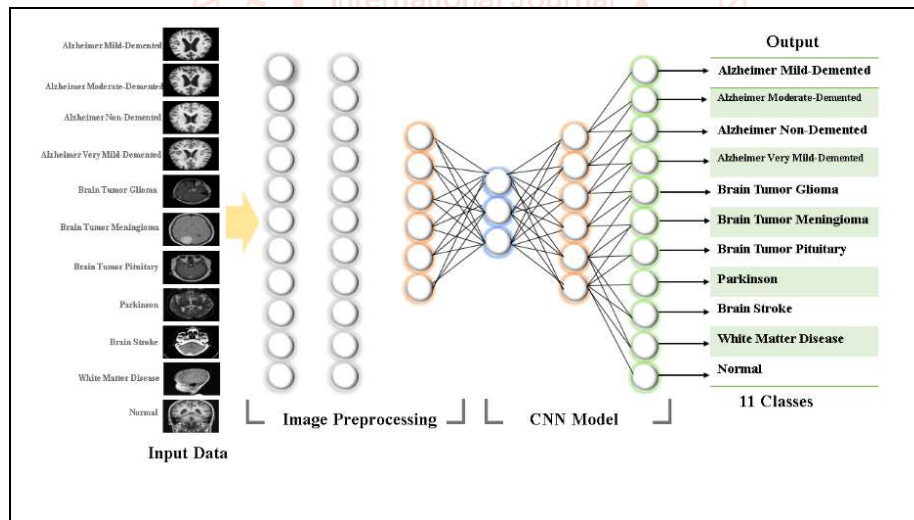 International Journal
Alzheimer Mild-Demented
Alzheimer Moderate-Demented
Alzheimer Non-Demented
Alzheimer Very Mild-Demented
Brain Tumor Glioma
Brain Tumor Meningioma
Brain Tumor Pituitary
Parkinson
Brain Stroke
White Matter Disease
Normal
Input Data
Image Preprocessing
CNN Model
Output
Alzheimer Mild-Demented
Alzheimer Moderate-Demented
Alzheimer Non-Demented
Alzheimer Very Mild-Demented
Brain Tumor Glioma
Brain Tumor Meningioma
Brain Tumor Pituitary
Parkinson
Brain Stroke
White Matter Disease
Normal
11 Classes